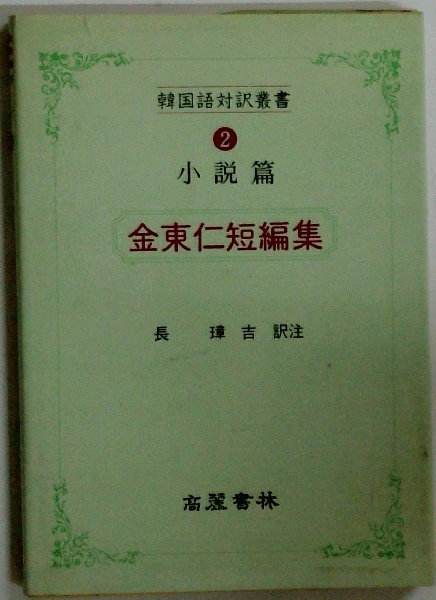 韓国語対訳叢書
2
小説篇
金東仁短編集
長 璋吉 訳注
高麗書林